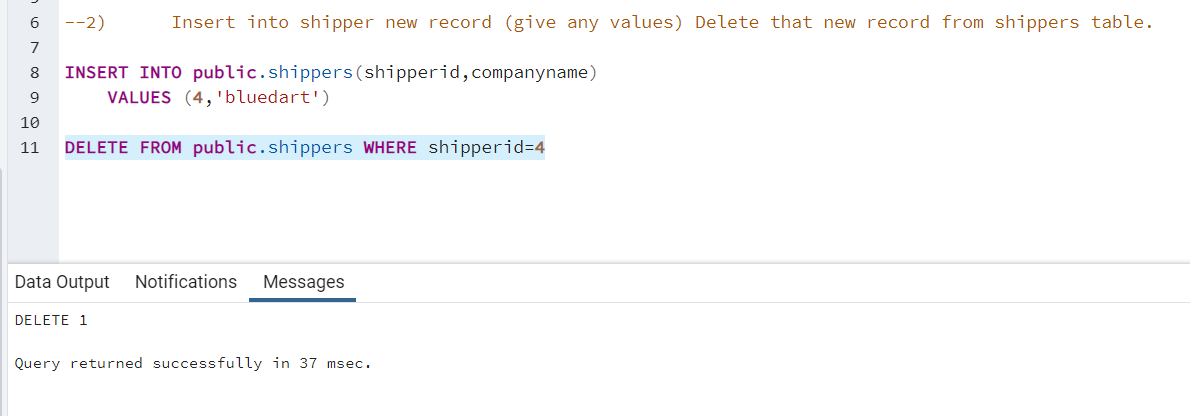 6 --2) Insert into shipper new record (give any values) Delete that new record from shippers table.
7
8 INSERT INTO public.shippers(shipperid,companyname)
9 VALUES (4,'bluedart')
10
11 DELETE FROM public.shippers WHERE shipperid=4
Data Output Notifications Messages
DELETE 1
Query returned successfully in 37 msec.